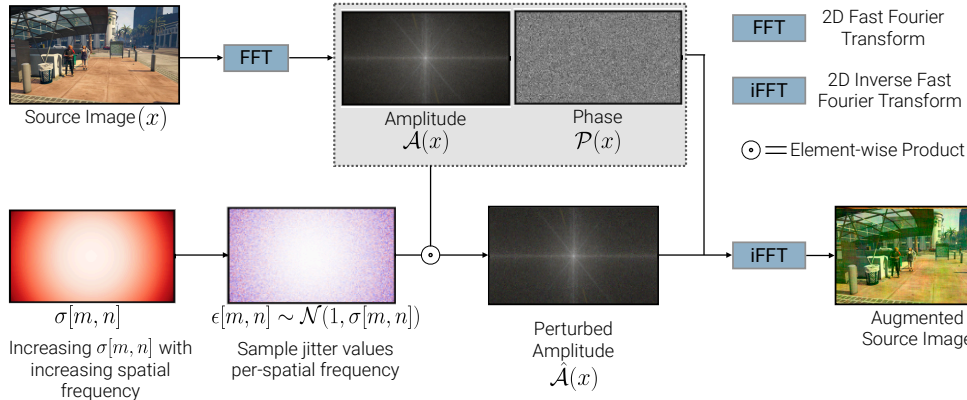 FFT
2D Fast Fourier
Transform
FFT
iFFT
2D Inverse Fast
Fourier Transform
Source Image (x)
Amplitude
A(x)
Phase
P(x)
⊙ = Element-wise Product
iFFT
σ[m, n]
Increasing σ[m, n] with
increasing spatial
frequency
ϵ[m, n] ∼ N(1, σ[m, n])
Sample jitter values
per-spatial frequency
Perturbed
Amplitude
Â(x)
Augmented
Source Image